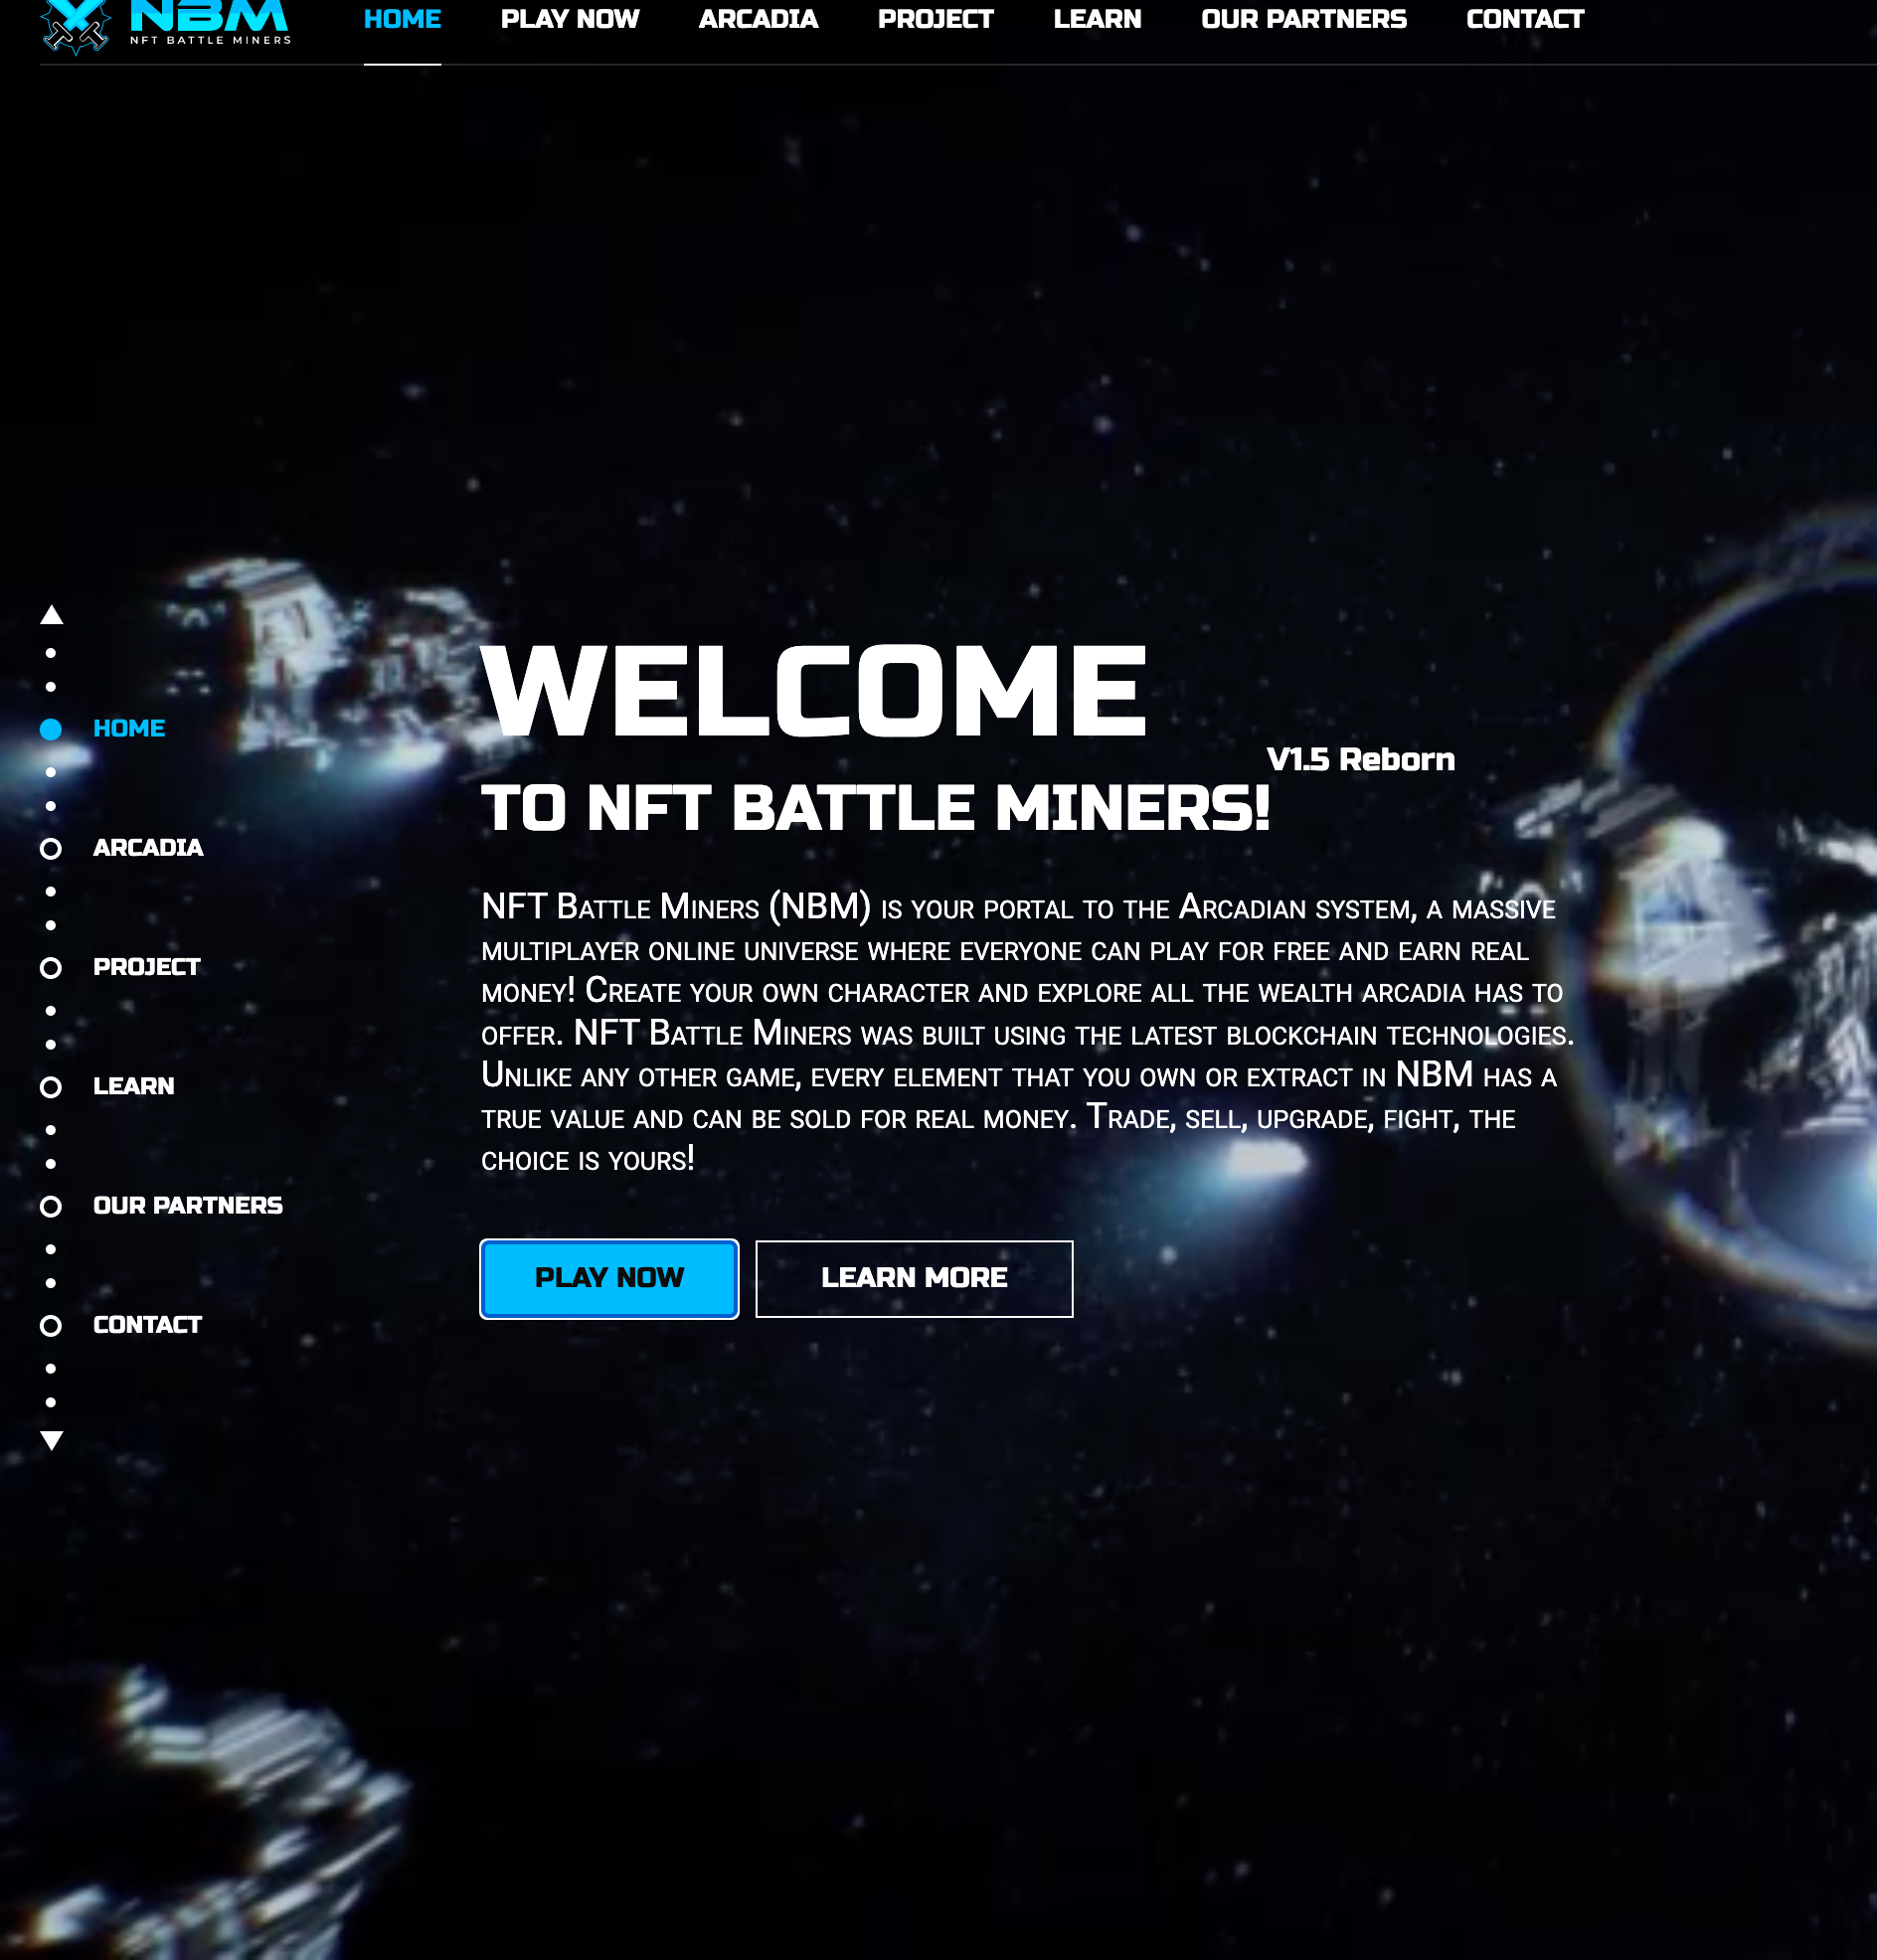 NBM
NFT BATTLE MINERS
HOME PLAY NOW ARCADIA PROJECT LEARN OUR PARTNERS CONTACT
HOME
ARCADIA
PROJECT
LEARN
OUR PARTNERS
CONTACT
WELCOME
V1.5 Reborn
TO NFT BATTLE MINERS!
NFT Battle Miners (NBM) is your portal to the Arcadian system, a massive
multiplayer online universe where everyone can play for free and earn real
money! Create your own character and explore all the wealth arcadia has to
offer. NFT Battle Miners was built using the latest blockchain technologies.
Unlike any other game, every element that you own or extract in NBM has a
true value and can be sold for real money. Trade, sell, upgrade, fight, the
choice is yours!
PLAY NOW LEARN MORE